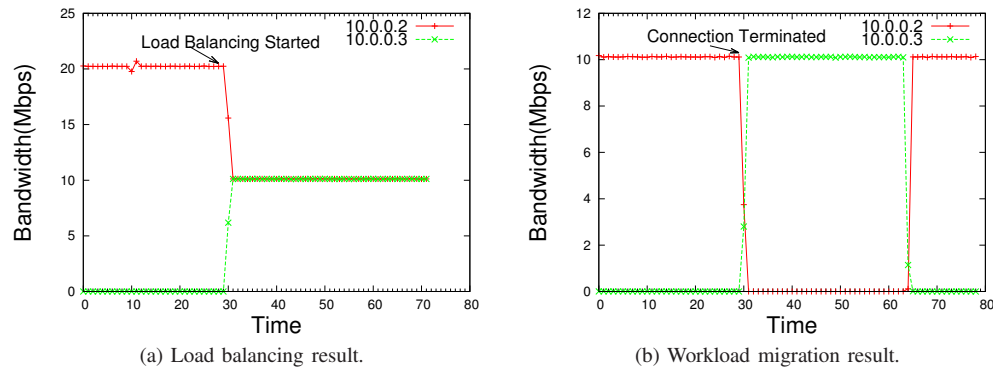 25
20
15
10
5
0
0 10 20 30 40 50 60 70 80
Bandwidth(Mbps)
Time
Load Balancing Started
10.0.0.2
10.0.0.3
(a) Load balancing result.
12
10
8
6
4
2
0
0 10 20 30 40 50 60 70 80
Bandwidth(Mbps)
Time
Connection Terminated
10.0.0.2
10.0.0.3
(b) Workload migration result.